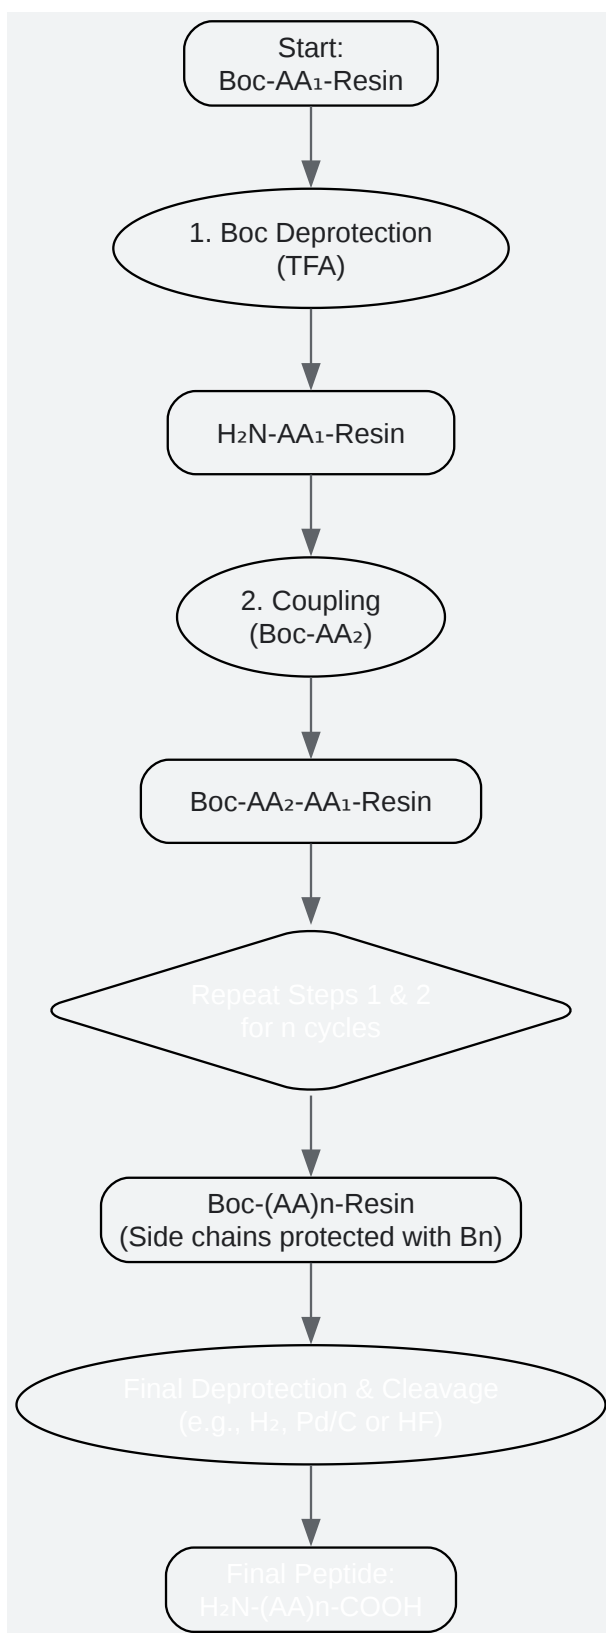 Start:
Boc-AA₁-Resin
1. Boc Deprotection
(TFA)
H₂N-AA₁-Resin
2. Coupling
(Boc-AA₂)
Boc-AA₂-AA₁-Resin
Repeat Steps 1 & 2
for n cycles
Boc-(AA)n-Resin
(Side chains protected with Bn)
Final Deprotection & Cleavage
(e.g., H₂, Pd/C or HF)
Final Peptide:
H₂N-(AA)n-COOH